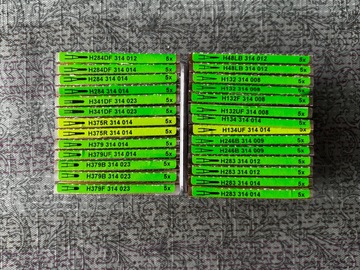 H284DF 314 012 5x
H284DF 314 014 5x
H284 314 014 5x
H284 314 014 5x
H341DF 314 023 5x
H341DF 314 023 5x
H375R 314 014 5x
H375R 314 014 5x
H379 314 014 5x
H379UF 314 014 5x
H379B 314 023 5x
H379B 314 023 5x
H379F 314 023 5x
H48LB 314 012 5x
H48LB 314 012 5x
H132 314 008 5x
H132 314 008 5x
H132F 314 008 5x
H132UF 314 008 5x
H134 314 014 5x
H134UF 314 014 5x
H246B 314 009 5x
H246B 314 009 5x
H283 314 012 5x
H283 314 012 5x
H283 314 014 5x
H283 314 014 5x